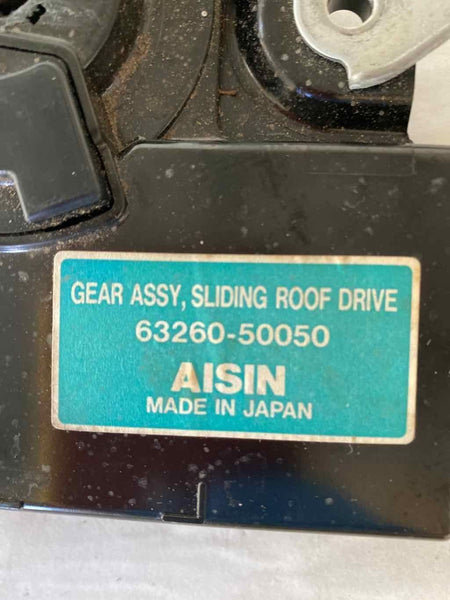 GEAR ASSY, SLIDING ROOF DRIVE
63260-50050
AISIN
MADE IN JAPAN